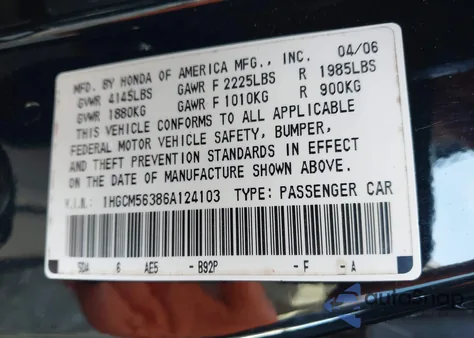 MFD. BY HONDA OF AMERICA MFG., INC. 04/06
GVWR 4145LBS GAWR F 2225LBS R 1985LBS
GVWR 1880KG GAWR F 1010KG R 900KG
THIS VEHICLE CONFORMS TO ALL APPLICABLE
FEDERAL MOTOR VEHICLE SAFETY, BUMPER,
AND THEFT PREVENTION STANDARDS IN EFFECT
ON DATE OF MANUFACTURE SHOWN ABOVE.
V.I.N.: 1HGCM56386A124103 TYPE: PASSENGER CAR
SDA 6 AE5 - B92P - F - A
autoSnap